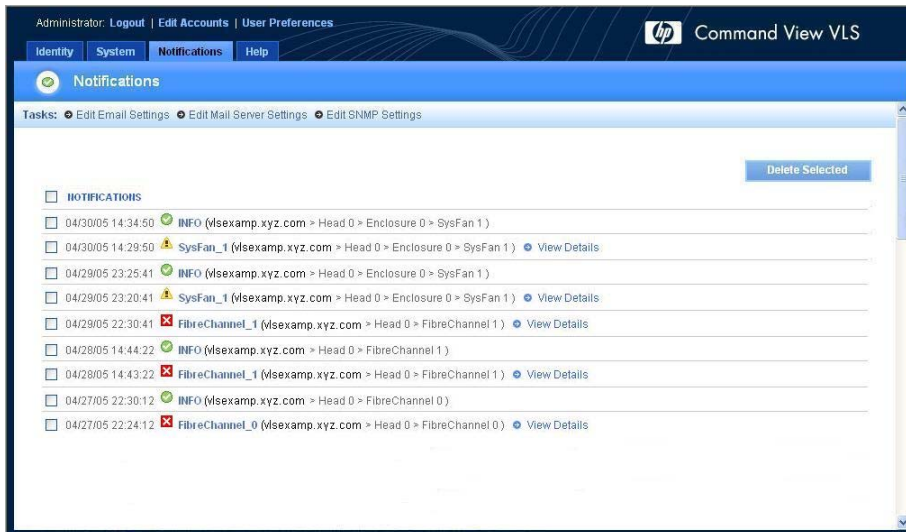 Administrator: Logout | Edit Accounts | User Preferences
hp Command View VLS
Identity System Notifications Help
Notifications
Tasks: Edit Email Settings Edit Mail Server Settings Edit SNMP Settings
Delete Selected
NOTIFICATIONS
04/30/05 14:34:50 INFO (vlsexamp.xyz.com > Head 0 > Enclosure 0 > SysFan 1 )
04/30/05 14:29:50 SysFan_1 (vlsexamp.xyz.com > Head 0 > Enclosure 0 > SysFan 1 ) View Details
04/29/05 23:25:41 INFO (vlsexamp.xyz.com > Head 0 > Enclosure 0 > SysFan 1 )
04/29/05 23:20:41 SysFan_1 (vlsexamp.xyz.com > Head 0 > Enclosure 0 > SysFan 1 ) View Details
04/29/05 22:30:41 FibreChannel_1 (vlsexamp.xyz.com > Head 0 > FibreChannel 1 ) View Details
04/28/05 14:44:22 INFO (vlsexamp.xyz.com > Head 0 > FibreChannel 1 )
04/28/05 14:43:22 FibreChannel_1 (vlsexamp.xyz.com > Head 0 > FibreChannel 1 ) View Details
04/27/05 22:30:12 INFO (vlsexamp.xyz.com > Head 0 > FibreChannel 0 )
04/27/05 22:24:12 FibreChannel_0 (vlsexamp.xyz.com > Head 0 > FibreChannel 0 ) View Details